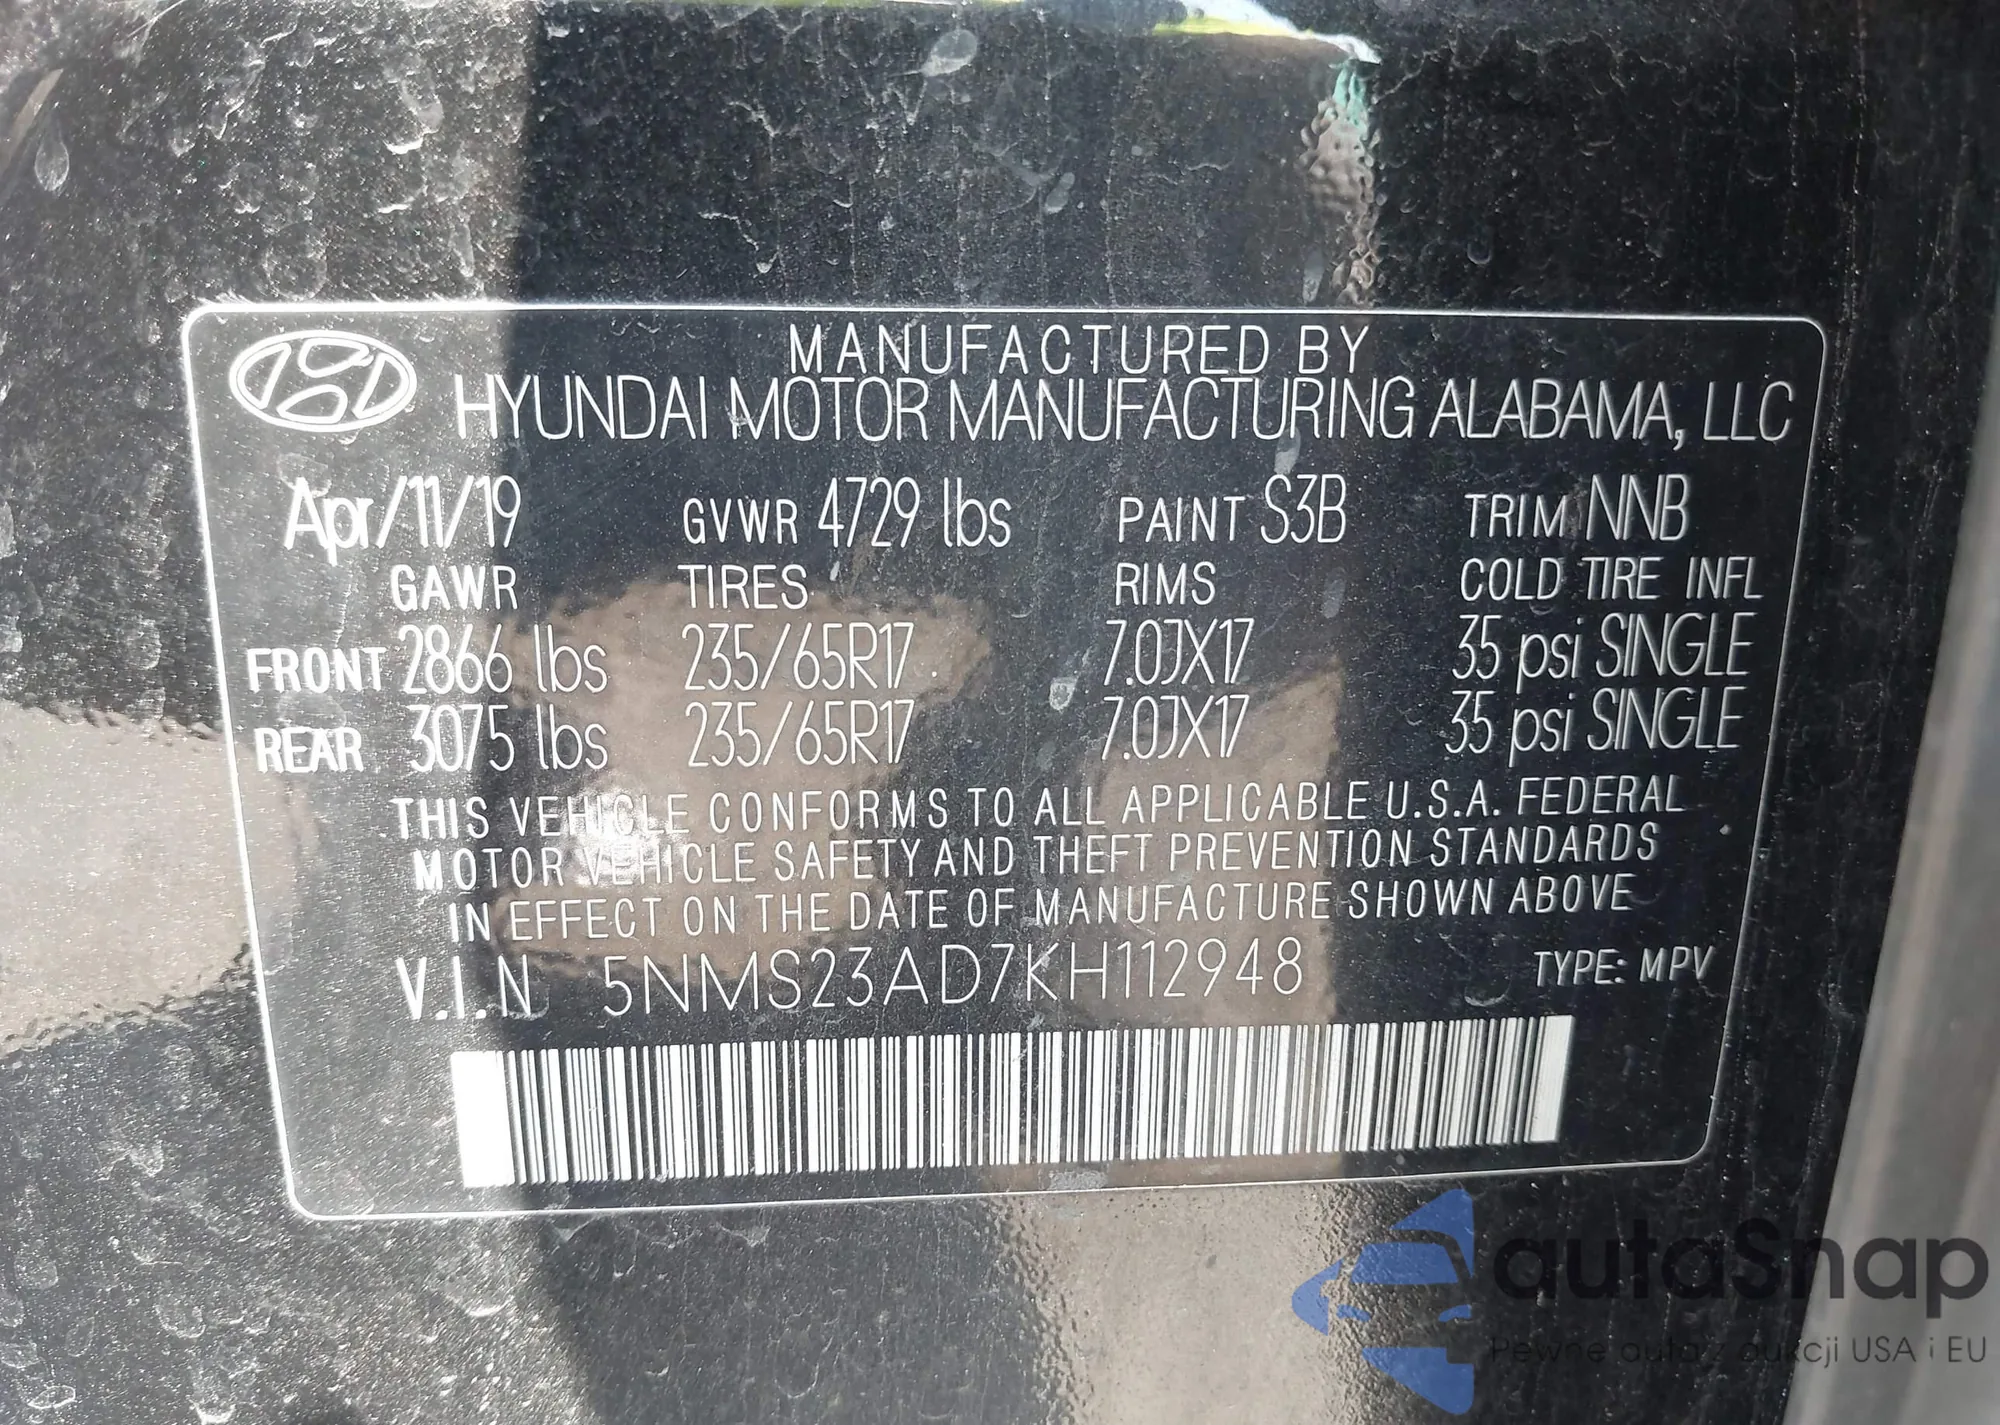 MANUFACTURED BY
HYUNDAI MOTOR MANUFACTURING ALABAMA, LLC
Apr/11/19 GVWR 4729 lbs PAINT S3B TRIM NNB
GAWR TIRES RIMS COLD TIRE INFL
FRONT 2866 lbs 235/65R17 7.0JX17 35 psi SINGLE
REAR 3075 lbs 235/65R17 7.0JX17 35 psi SINGLE
THIS VEHICLE CONFORMS TO ALL APPLICABLE U.S.A. FEDERAL
MOTOR VEHICLE SAFETY AND THEFT PREVENTION STANDARDS
IN EFFECT ON THE DATE OF MANUFACTURE SHOWN ABOVE
V.I.N 5NMS23AD7KH112948 TYPE: MPV
autaSnap
Pewne auta z aukcji USA i EU